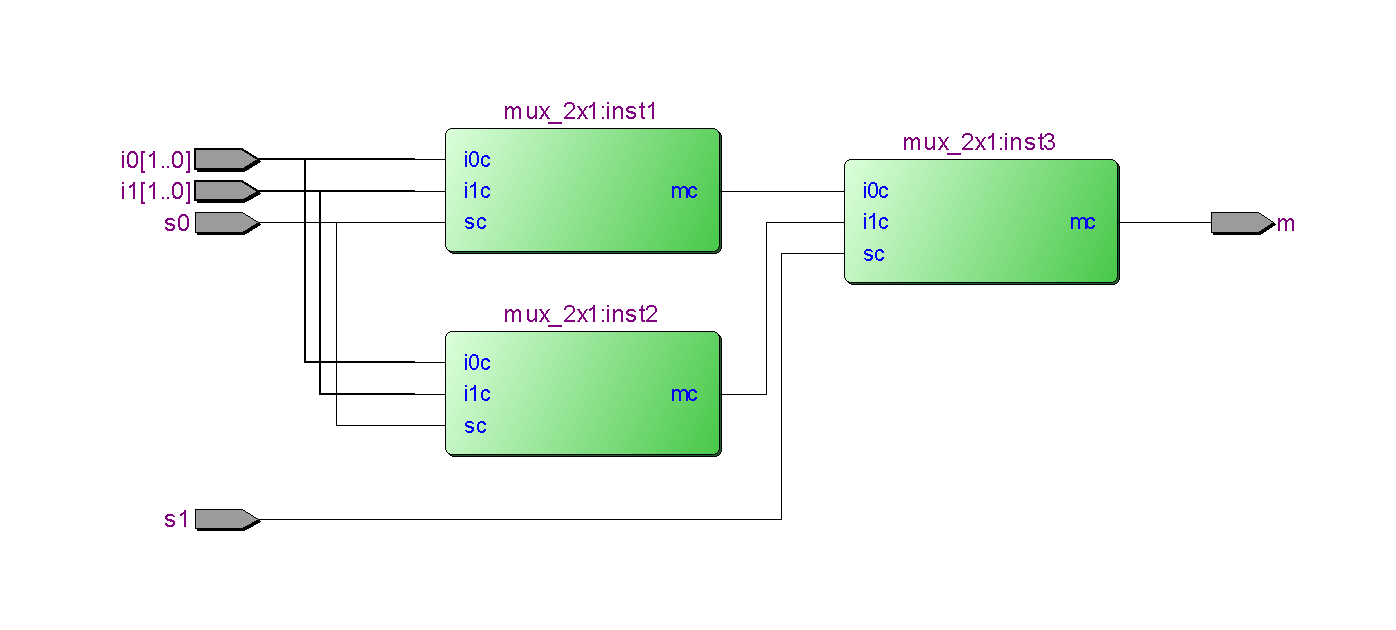 mux_2x1:inst1
i0[1..0]
i1[1..0]
s0
i0c
i1c
sc
mc
mux_2x1:inst3
i0c
i1c
sc
mc
m
mux_2x1:inst2
i0c
i1c
sc
mc
s1